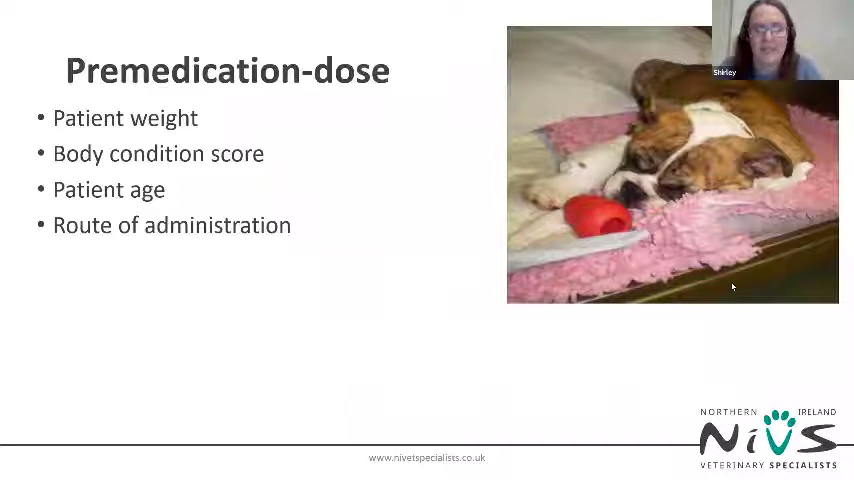 Shirley
Premedication-dose
• Patient weight
• Body condition score
• Patient age
• Route of administration
NORTHERN IRELAND
NiVS
VETERINARY SPECIALISTS
www.nivetspecialists.co.uk